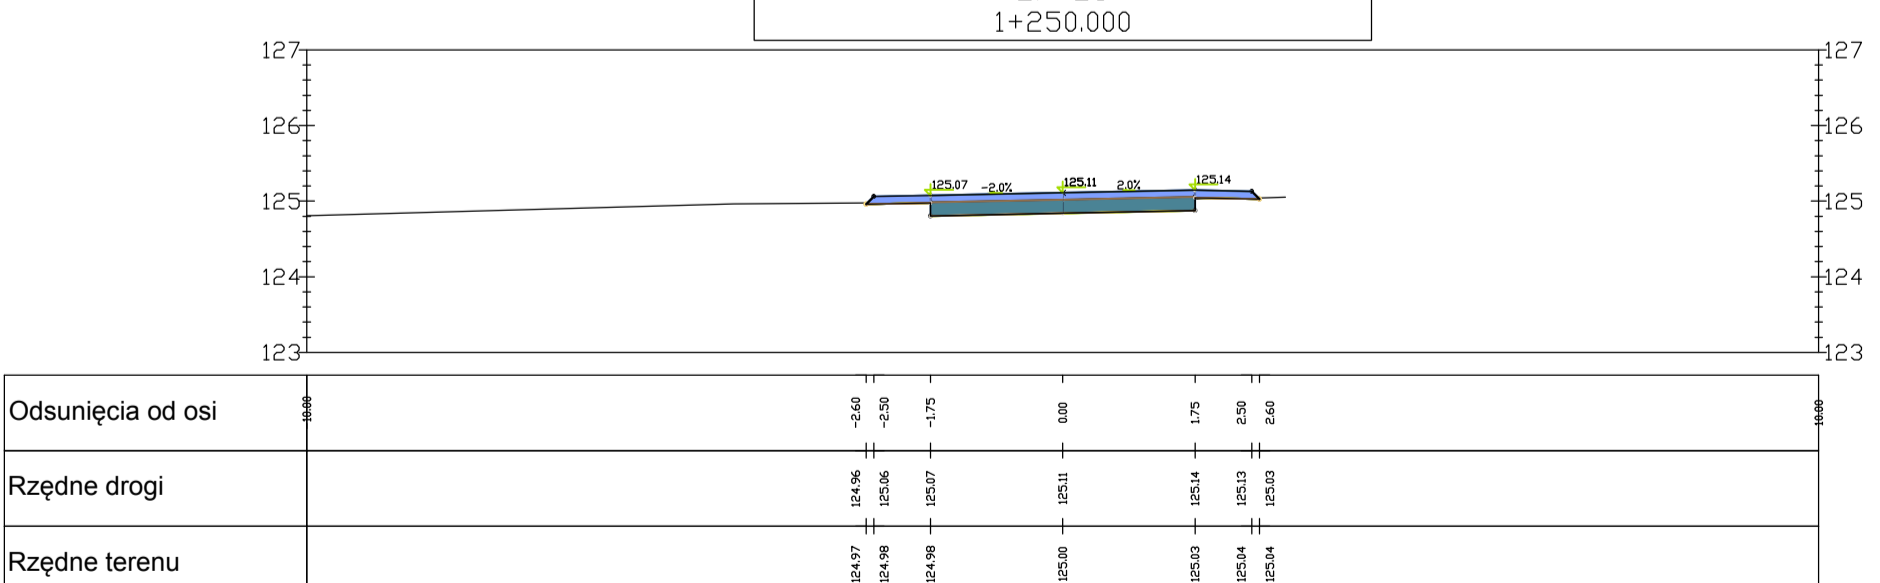 1+250.000
127 127
126 126
125.07 -2.0% 125.11 2.0% 125.14
125 125
124 124
123 123
Odsunięcia od osi 10.00 -2.60 -2.50 -1.75 0.00 1.75 2.50 2.60 10.00
Rzędne drogi 124.96 125.06 125.07 125.11 125.14 125.13 125.03
Rzędne terenu 124.97 124.98 124.98 125.00 125.03 125.04 125.04